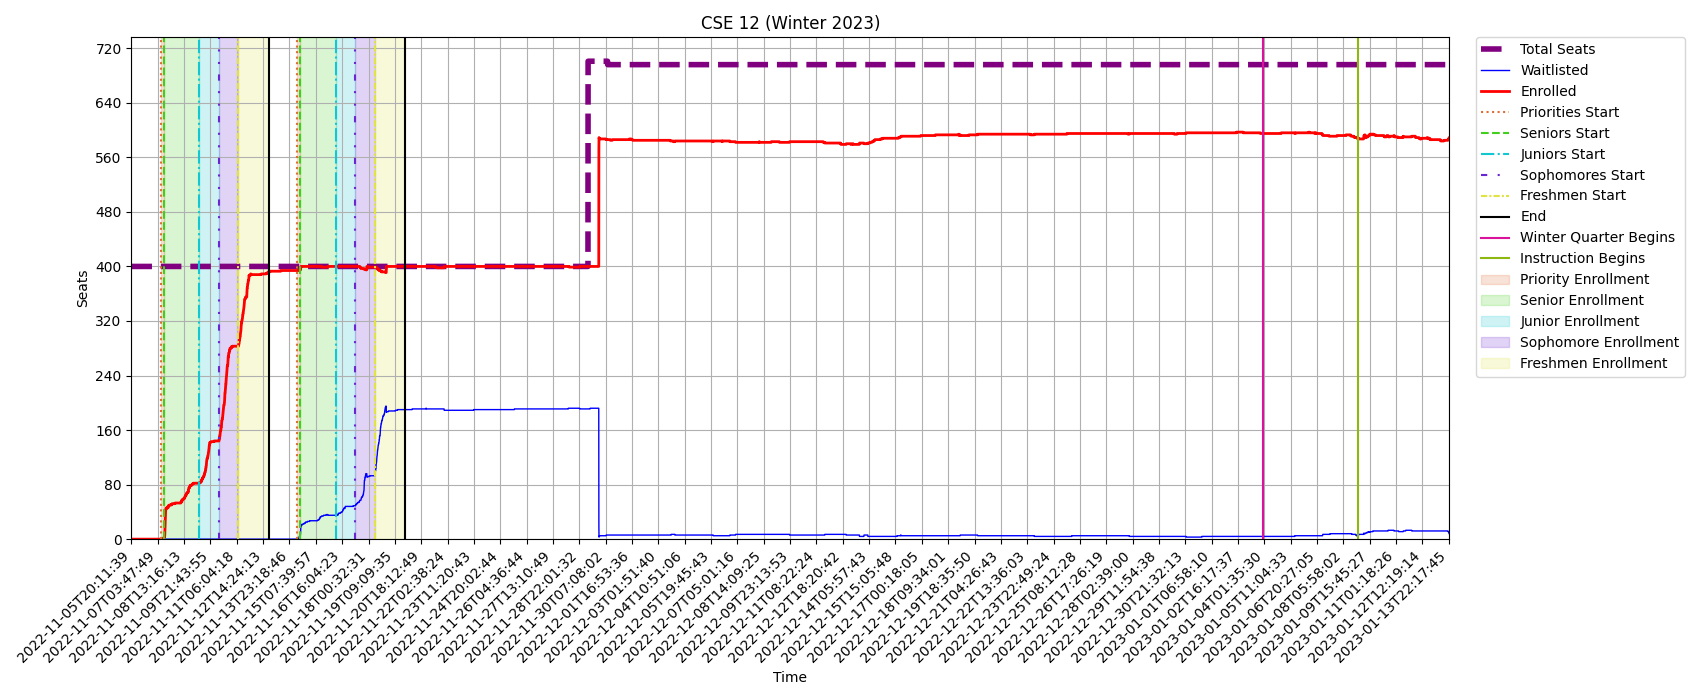 CSE 12 (Winter 2023)
720
640
560
480
400
320
240
160
80
0
Seats
2022-11-05T20:11:39
2022-11-07T03:47:49
2022-11-08T13:16:13
2022-11-09T21:43:55
2022-11-11T06:04:18
2022-11-12T14:24:13
2022-11-13T23:18:46
2022-11-15T07:39:57
2022-11-16T16:04:23
2022-11-18T00:32:31
2022-11-19T09:09:35
2022-11-20T18:12:49
2022-11-22T02:38:24
2022-11-23T11:20:43
2022-11-24T20:02:44
2022-11-26T04:36:44
2022-11-27T13:10:49
2022-11-28T22:01:32
2022-11-30T07:08:02
2022-12-01T16:53:36
2022-12-03T01:51:40
2022-12-04T10:51:06
2022-12-05T19:45:43
2022-12-07T05:01:16
2022-12-08T14:09:25
2022-12-09T23:13:53
2022-12-11T08:22:24
2022-12-12T18:20:42
2022-12-14T05:57:43
2022-12-15T15:05:48
2022-12-17T00:18:05
2022-12-18T09:34:01
2022-12-19T18:35:50
2022-12-21T04:26:43
2022-12-22T13:36:03
2022-12-23T22:49:24
2022-12-25T08:12:28
2022-12-26T17:26:19
2022-12-28T02:39:00
2022-12-29T11:54:38
2022-12-30T21:32:13
2023-01-01T06:58:10
2023-01-02T16:17:37
2023-01-04T01:35:30
2023-01-05T11:04:33
2023-01-06T20:27:05
2023-01-08T05:58:02
2023-01-09T15:45:27
2023-01-11T01:18:26
2023-01-12T12:19:14
2023-01-13T22:17:45
Time
Total Seats
Waitlisted
Enrolled
Priorities Start
Seniors Start
Juniors Start
Sophomores Start
Freshmen Start
End
Winter Quarter Begins
Instruction Begins
Priority Enrollment
Senior Enrollment
Junior Enrollment
Sophomore Enrollment
Freshmen Enrollment